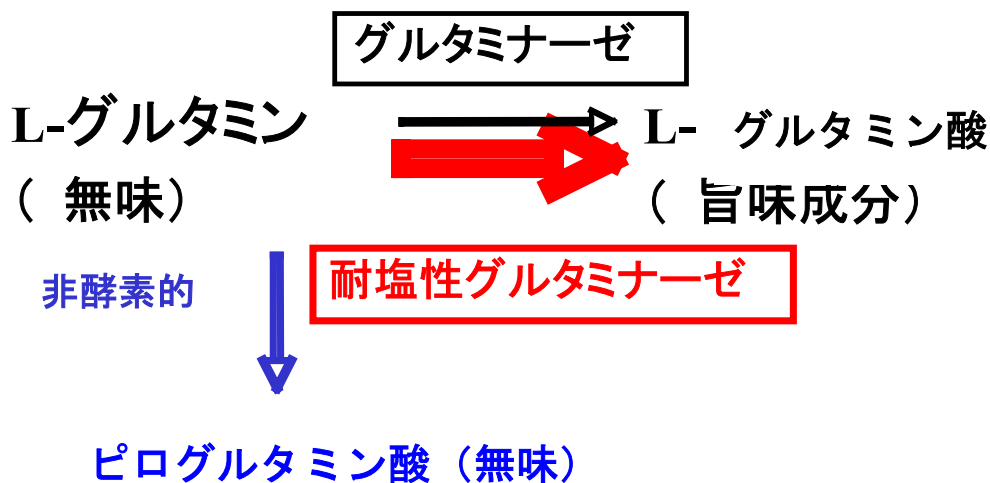 グルタミナーゼ
L-グルタミン
L- グルタミン酸
（ 無味）
（ 旨味成分）
非酵素的
耐塩性グルタミナーゼ
ピログルタミン酸（無味）